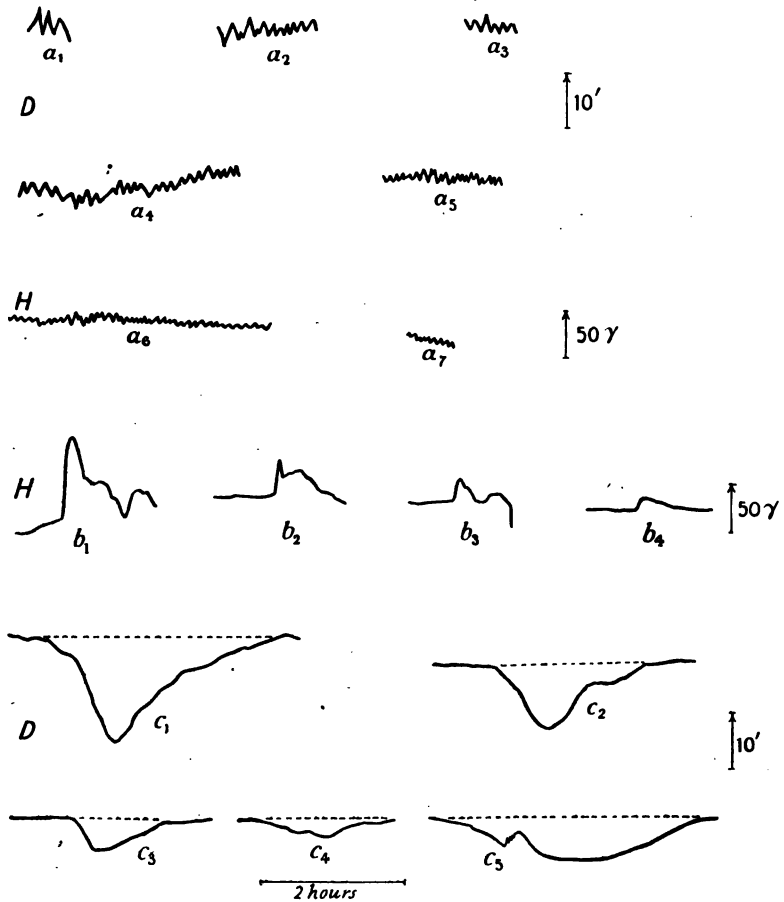 a₁ a₂ a₃
D 10′
a₄ a₅
H
a₆ a₇ 50 γ
H 50 γ
b₁ b₂ b₃ b₄
c₁ c₂
D 10′
c₃ c₄ c₅
2 hours